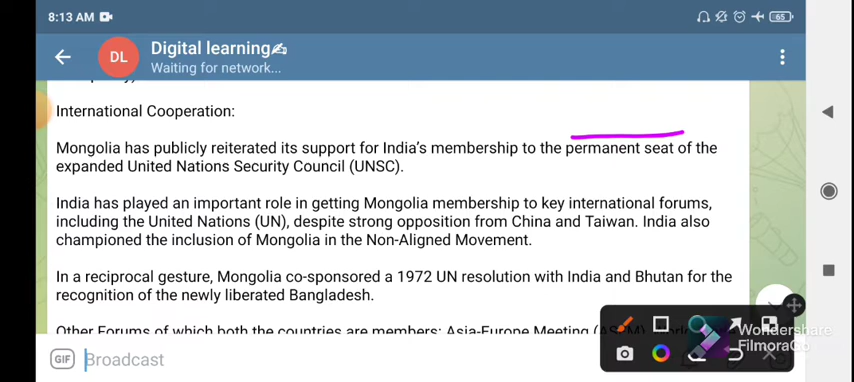 8:13 AM
65
DL
Digital learning✍
Waiting for network...
International Cooperation:
Mongolia has publicly reiterated its support for India's membership to the permanent seat of the
expanded United Nations Security Council (UNSC).
India has played an important role in getting Mongolia membership to key international forums,
including the United Nations (UN), despite strong opposition from China and Taiwan. India also
championed the inclusion of Mongolia in the Non-Aligned Movement.
In a reciprocal gesture, Mongolia co-sponsored a 1972 UN resolution with India and Bhutan for the
recognition of the newly liberated Bangladesh.
Other Forums of which both the countries are members: Asia-Europe Meeting
Wondershare
FilmoraGo
GIF
Broadcast